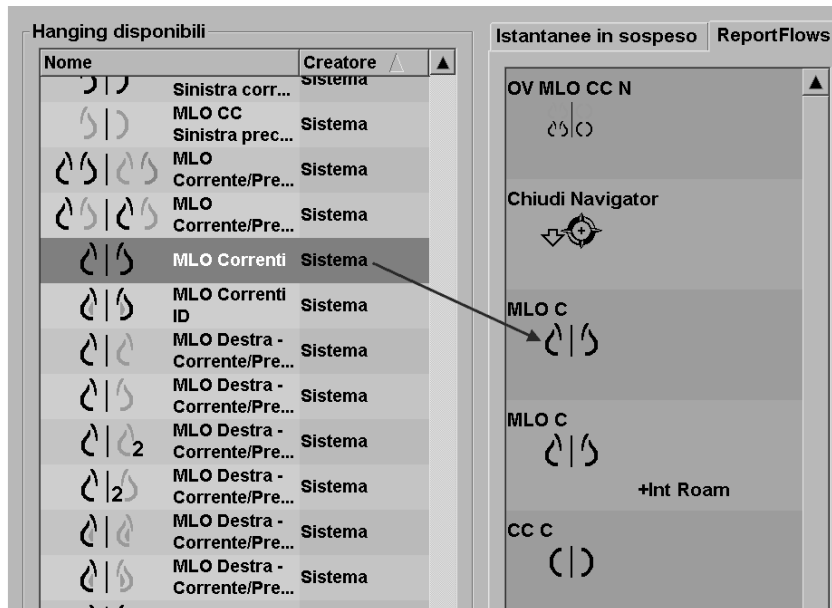 Hanging disponibili
Nome
Creatore
Sinistra corr...
Sistema
MLO CC
Sinistra prec...
Sistema
MLO
Corrente/Pre...
Sistema
MLO
Corrente/Pre...
Sistema
MLO Correnti
Sistema
MLO Correnti
ID
Sistema
MLO Destra -
Corrente/Pre...
Sistema
MLO Destra -
Corrente/Pre...
Sistema
2
MLO Destra -
Corrente/Pre...
Sistema
2
MLO Destra -
Corrente/Pre...
Sistema
MLO Destra -
Corrente/Pre...
Sistema
MLO Destra -
Corrente/Pre...
Sistema
Istantanee in sospeso
ReportFlows
OV MLO CC N
Chiudi Navigator
MLO C
MLO C
+Int Roam
CC C